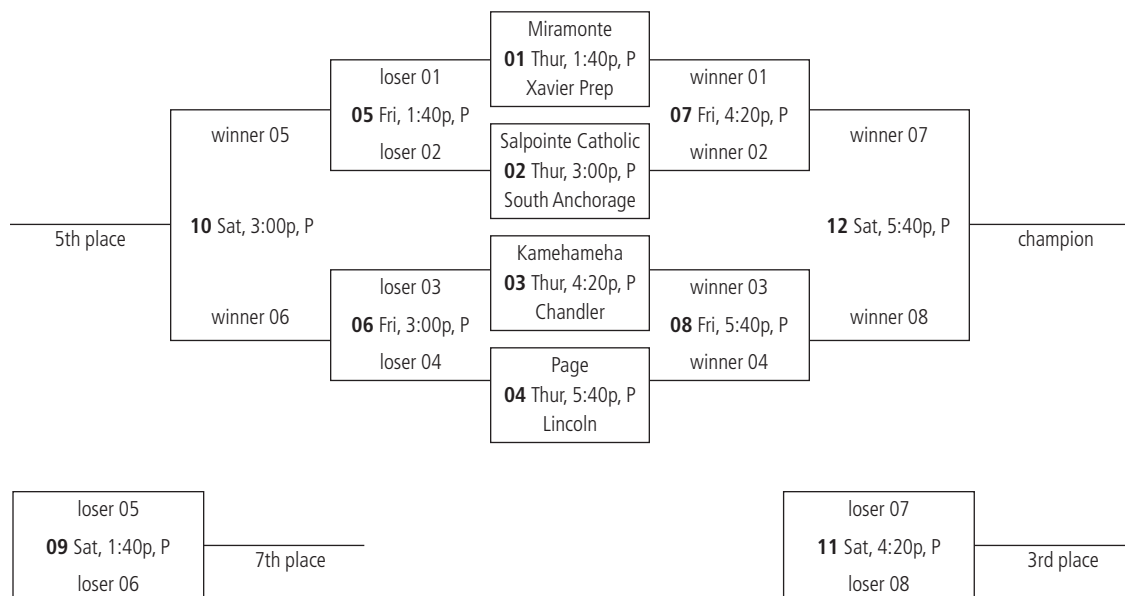 Miramonte
01 Thur, 1:40p, P
Xavier Prep
loser 01
05 Fri, 1:40p, P
loser 02
winner 01
07 Fri, 4:20p, P
winner 02
Salpointe Catholic
02 Thur, 3:00p, P
South Anchorage
winner 05
10 Sat, 3:00p, P
winner 06
5th place
winner 07
12 Sat, 5:40p, P
winner 08
champion
Kamehameha
03 Thur, 4:20p, P
Chandler
loser 03
06 Fri, 3:00p, P
loser 04
winner 03
08 Fri, 5:40p, P
winner 04
Page
04 Thur, 5:40p, P
Lincoln
loser 05
09 Sat, 1:40p, P
loser 06
7th place
loser 07
11 Sat, 4:20p, P
loser 08
3rd place